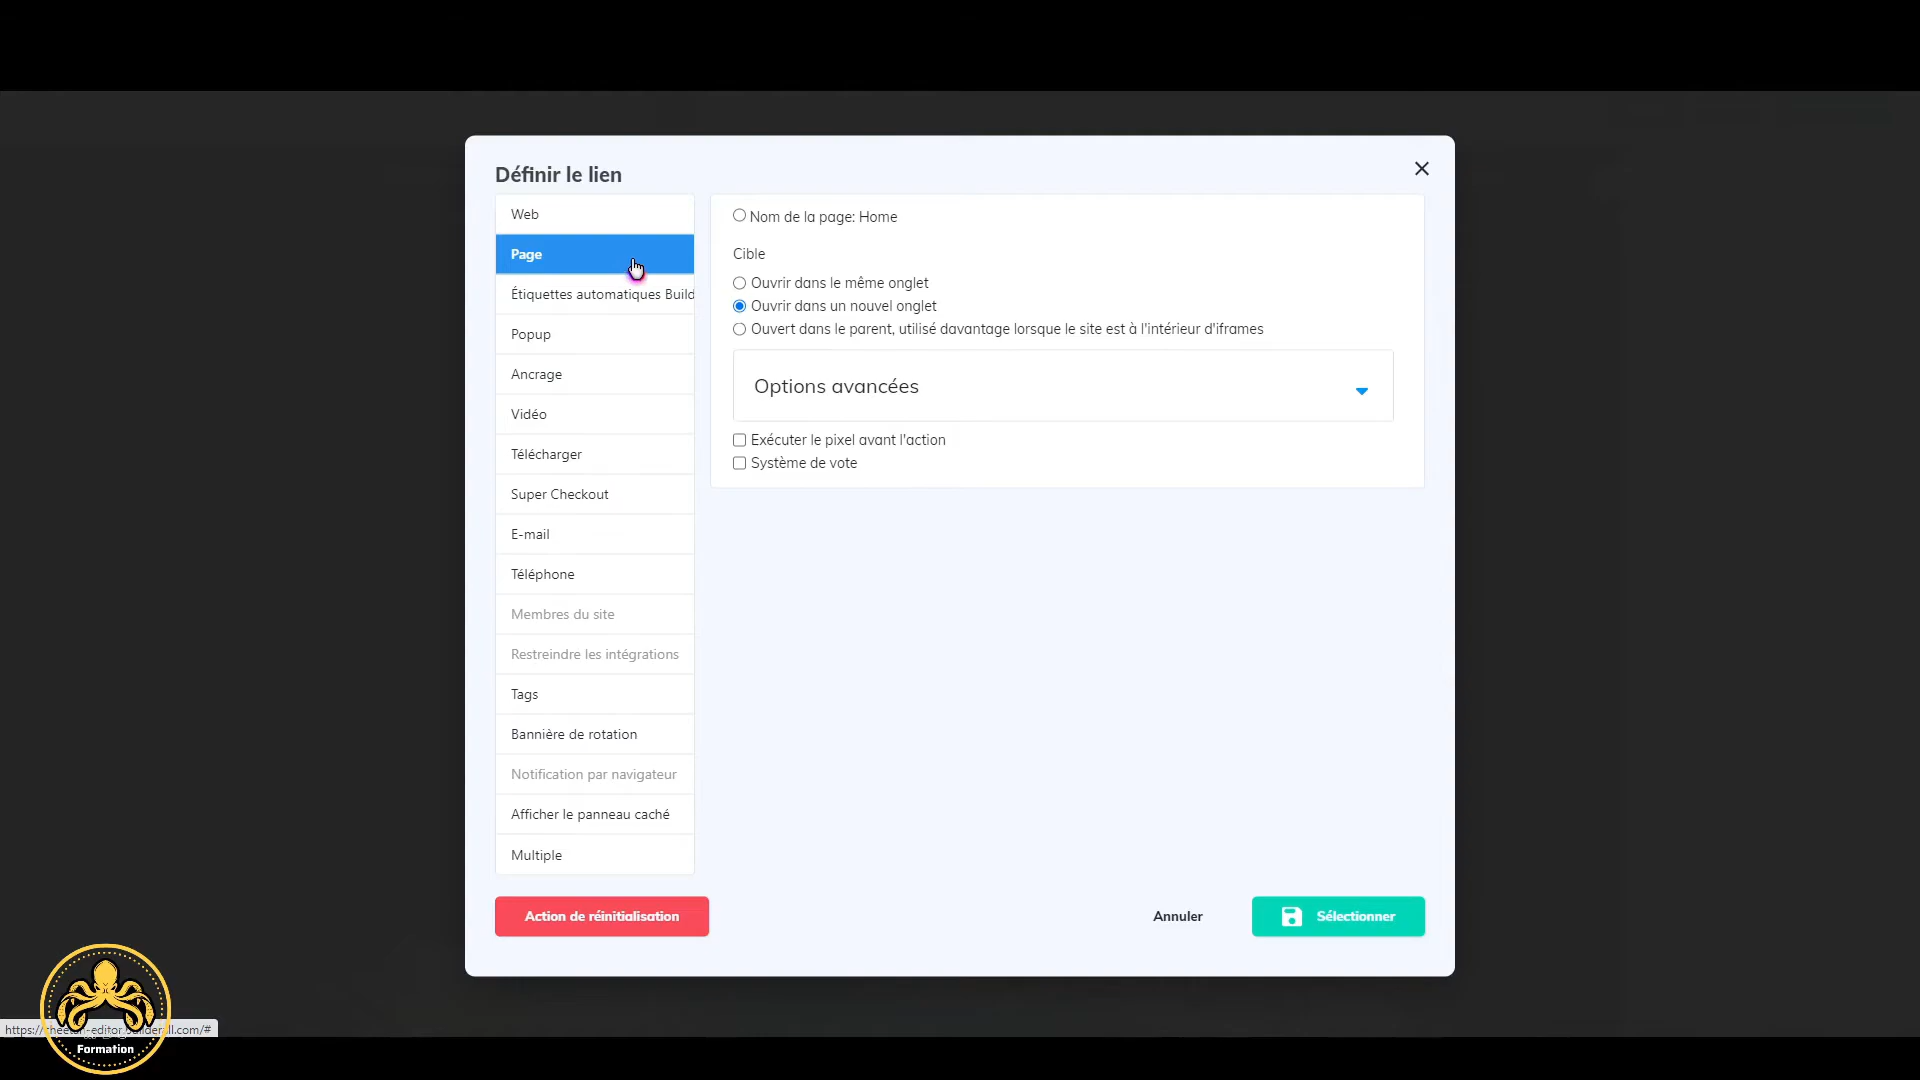 Définir le lien
Web
Page
Étiquettes automatiques Build
Popup
Ancrage
Vidéo
Télécharger
Super Checkout
E-mail
Téléphone
Membres du site
Restreindre les intégrations
Tags
Bannière de rotation
Notification par navigateur
Afficher le panneau caché
Multiple
Nom de la page: Home
Cible
Ouvrir dans le même onglet
Ouvrir dans un nouvel onglet
Ouvert dans le parent, utilisé davantage lorsque le site est à l'intérieur d'iframes
Options avancées
Exécuter le pixel avant l'action
Système de vote
Action de réinitialisation
Annuler
Sélectionner
Formation